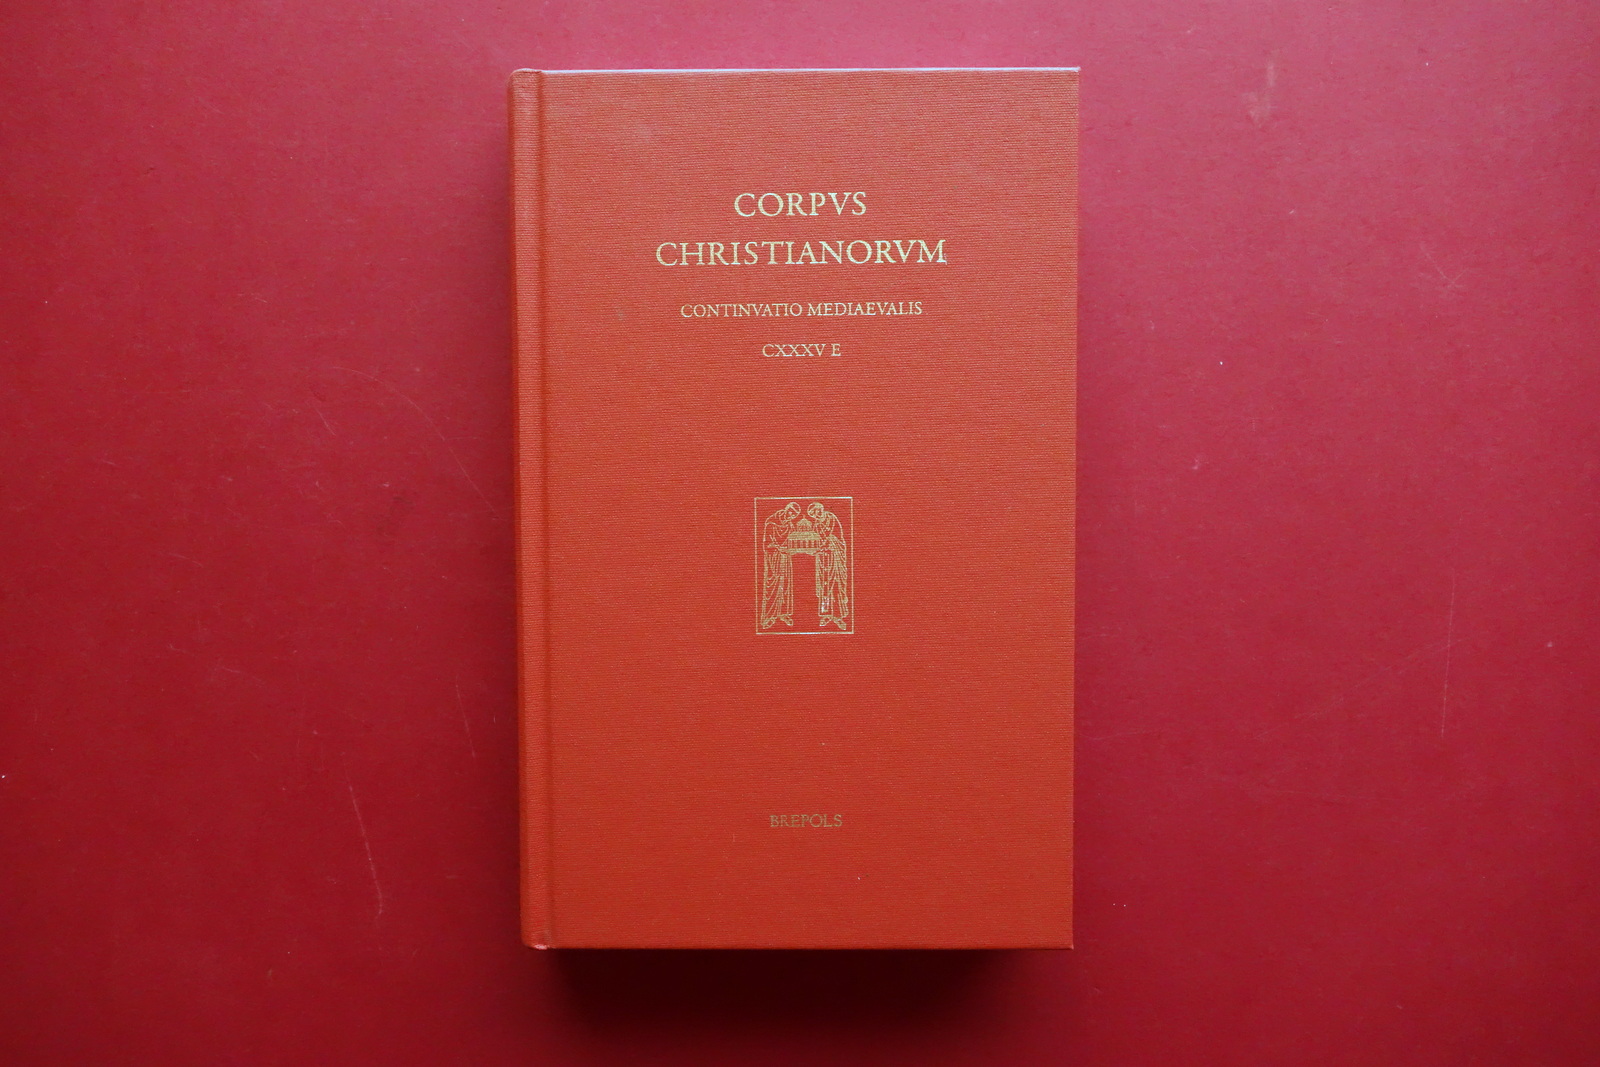 CORPVS
CHRISTIANORVM
CONTINVATIO MEDIAEVALIS
CXXXV E
BREPOLS